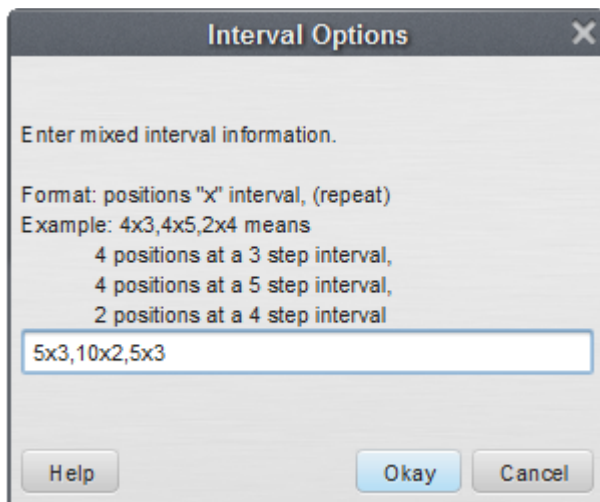 Interval Options
Enter mixed interval information.
Format: positions "x" interval, (repeat)
Example: 4x3,4x5,2x4 means
4 positions at a 3 step interval,
4 positions at a 5 step interval,
2 positions at a 4 step interval
5x3,10x2,5x3
Help Okay Cancel